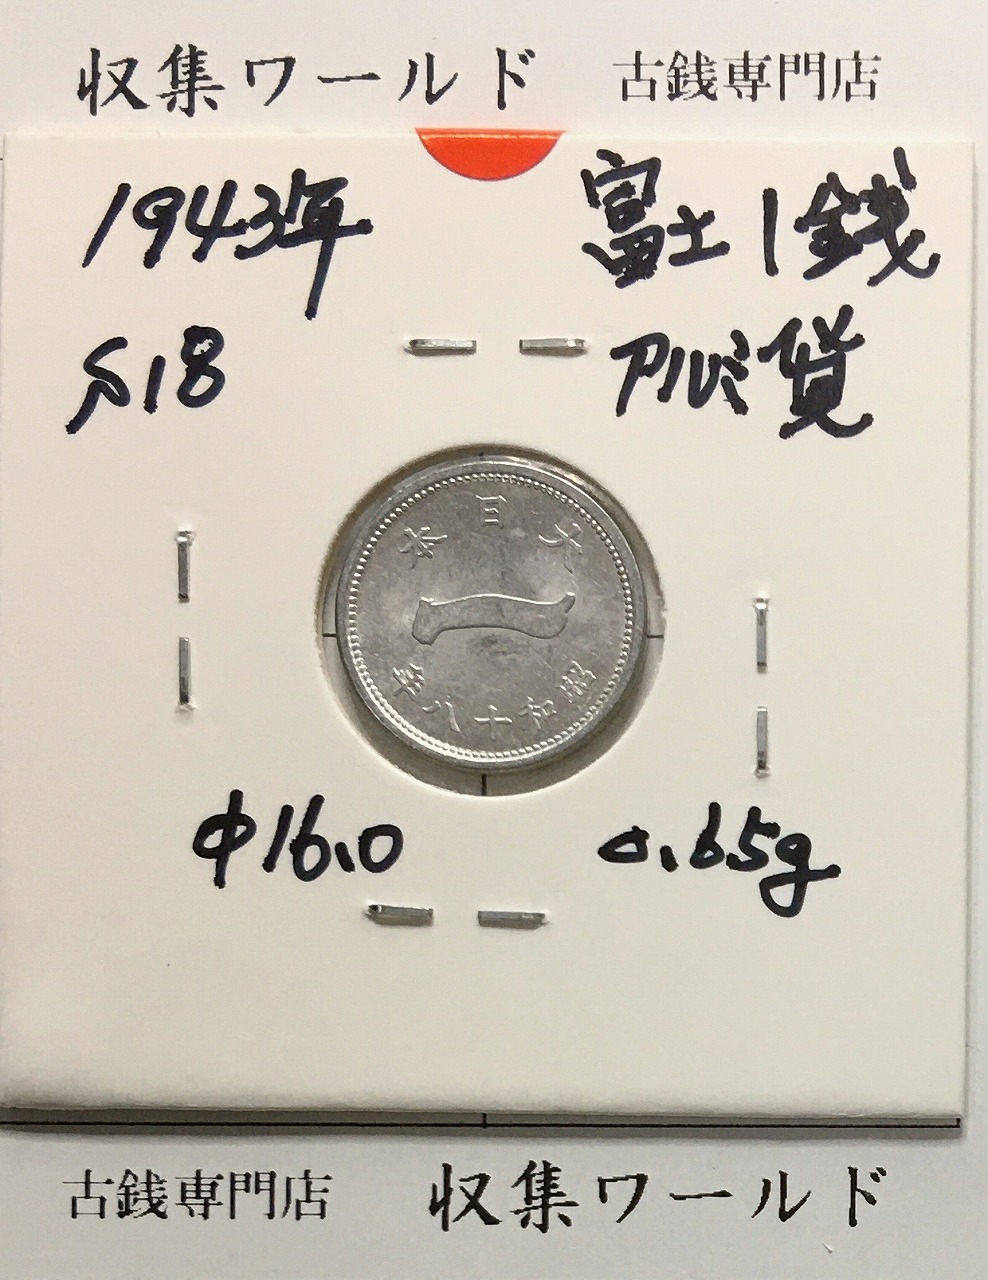 収集ワールド 古銭専門店
1943年 富士1銭
S18 アルミ貨
大日本
一
昭和十八年
φ16.0 0.65g
古銭専門店 収集ワールド